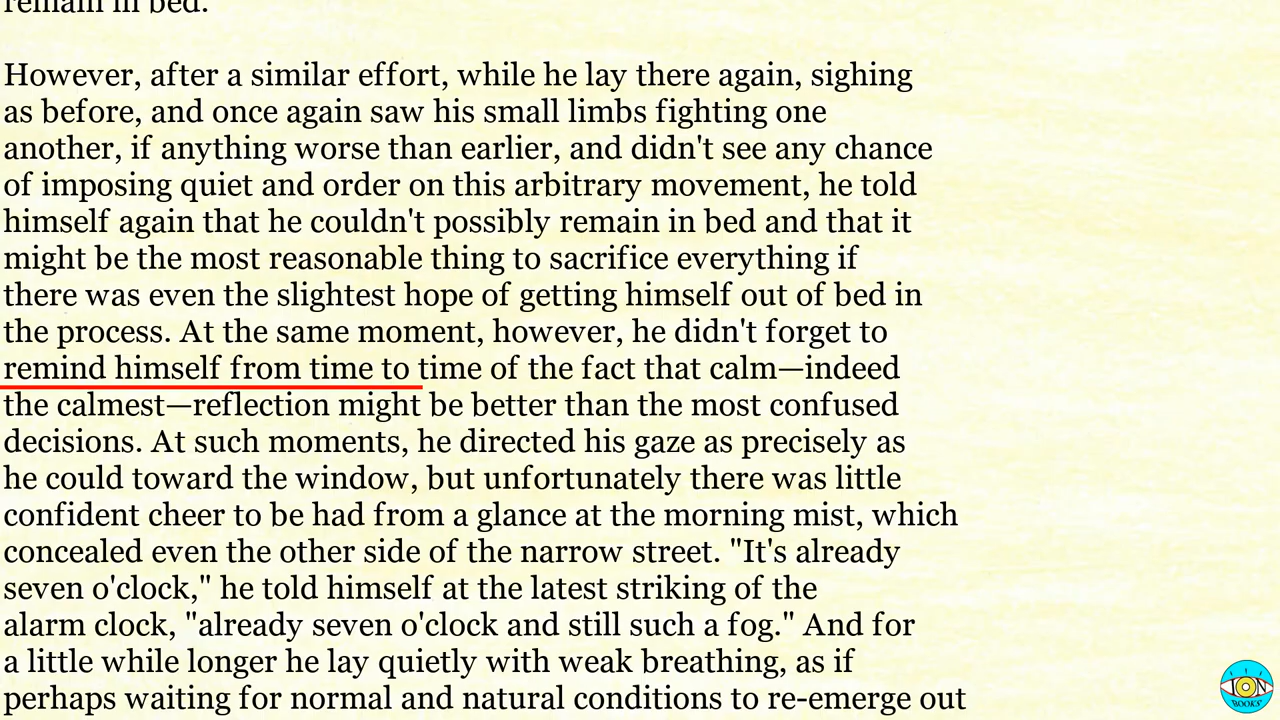 remain in bed.
However, after a similar effort, while he lay there again, sighing
as before, and once again saw his small limbs fighting one
another, if anything worse than earlier, and didn't see any chance
of imposing quiet and order on this arbitrary movement, he told
himself again that he couldn't possibly remain in bed and that it
might be the most reasonable thing to sacrifice everything if
there was even the slightest hope of getting himself out of bed in
the process. At the same moment, however, he didn't forget to
remind himself from time to time of the fact that calm—indeed
the calmest—reflection might be better than the most confused
decisions. At such moments, he directed his gaze as precisely as
he could toward the window, but unfortunately there was little
confident cheer to be had from a glance at the morning mist, which
concealed even the other side of the narrow street. "It's already
seven o'clock," he told himself at the latest striking of the
alarm clock, "already seven o'clock and still such a fog." And for
a little while longer he lay quietly with weak breathing, as if
perhaps waiting for normal and natural conditions to re-emerge out
ION
BOOKS